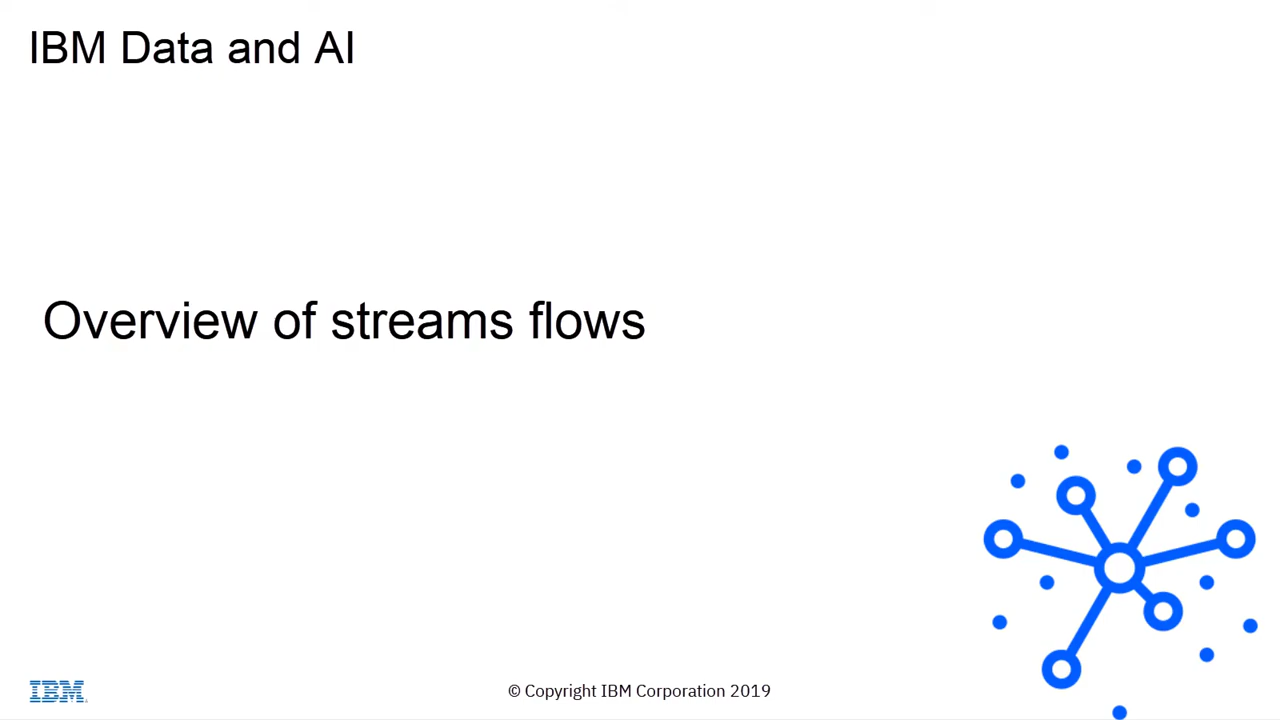 IBM Data and AI
Overview of streams flows
IBM
© Copyright IBM Corporation 2019